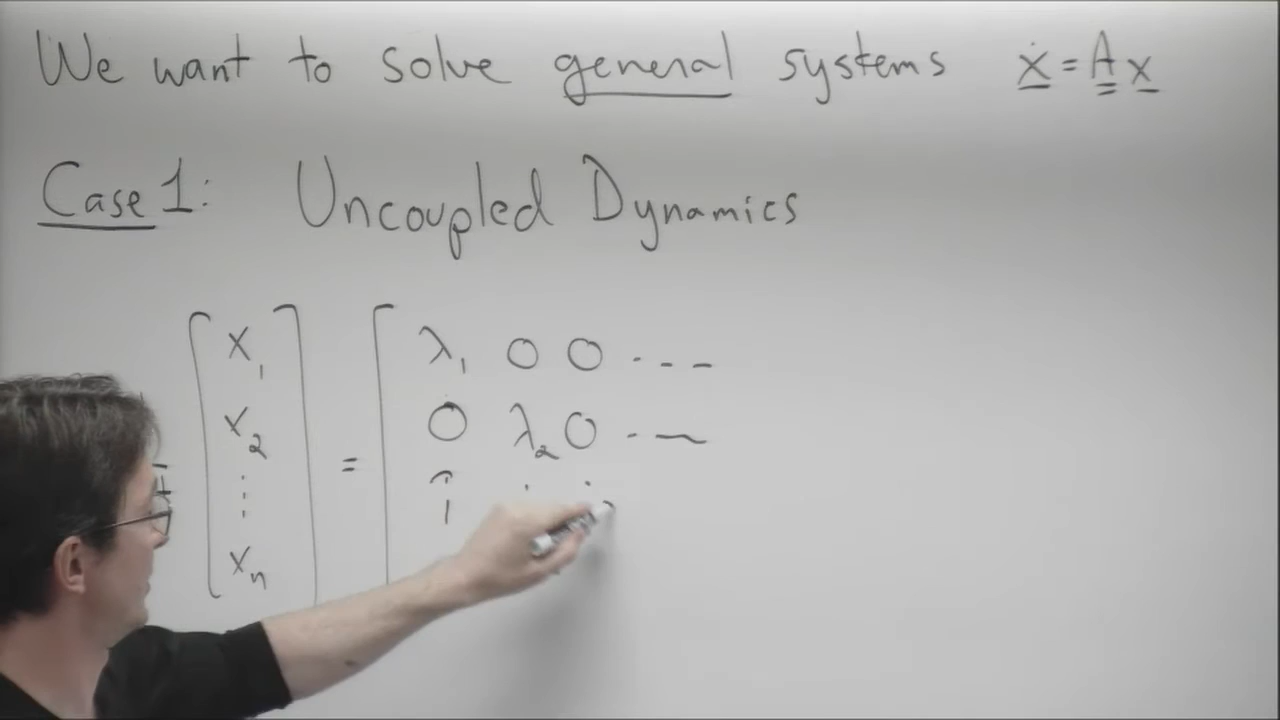 We want to solve general systems ẋ = A x
Case 1: Uncoupled Dynamics
x₁ λ₁ 0 0 ---
x₂ = 0 λ₂ 0 ---
⋮
xₙ